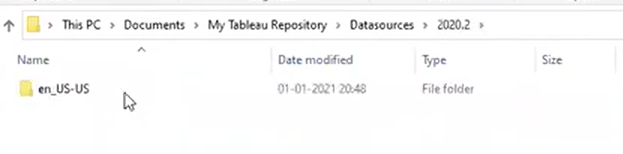 This PC > Documents > My Tableau Repository > Datasources > 2020.2 >
Name Date modified Type Size
en_US-US 01-01-2021 20:48 File folder